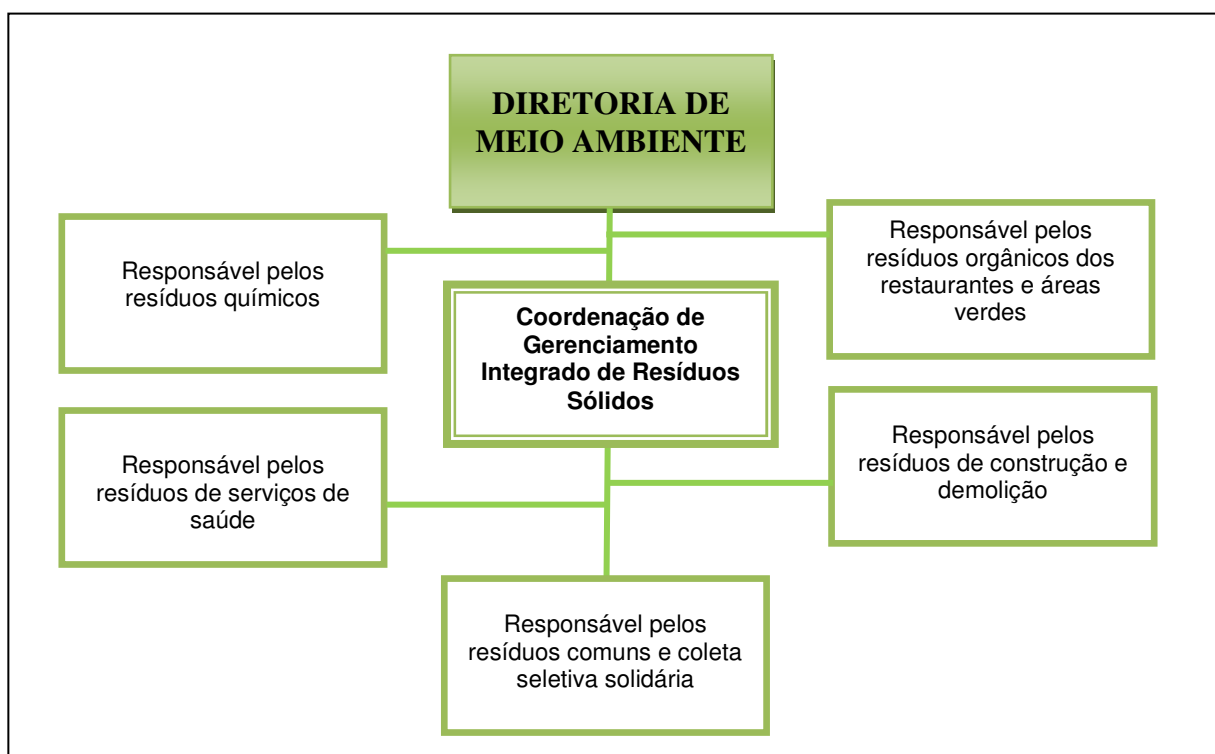 DIRETORIA DE
MEIO AMBIENTE
Responsável pelos
resíduos químicos
Responsável pelos
resíduos orgânicos dos
restaurantes e áreas
verdes
Coordenação de
Gerenciamento
Integrado de Resíduos
Sólidos
Responsável pelos
resíduos de serviços de
saúde
Responsável pelos
resíduos de construção e
demolição
Responsável pelos
resíduos comuns e coleta
seletiva solidária